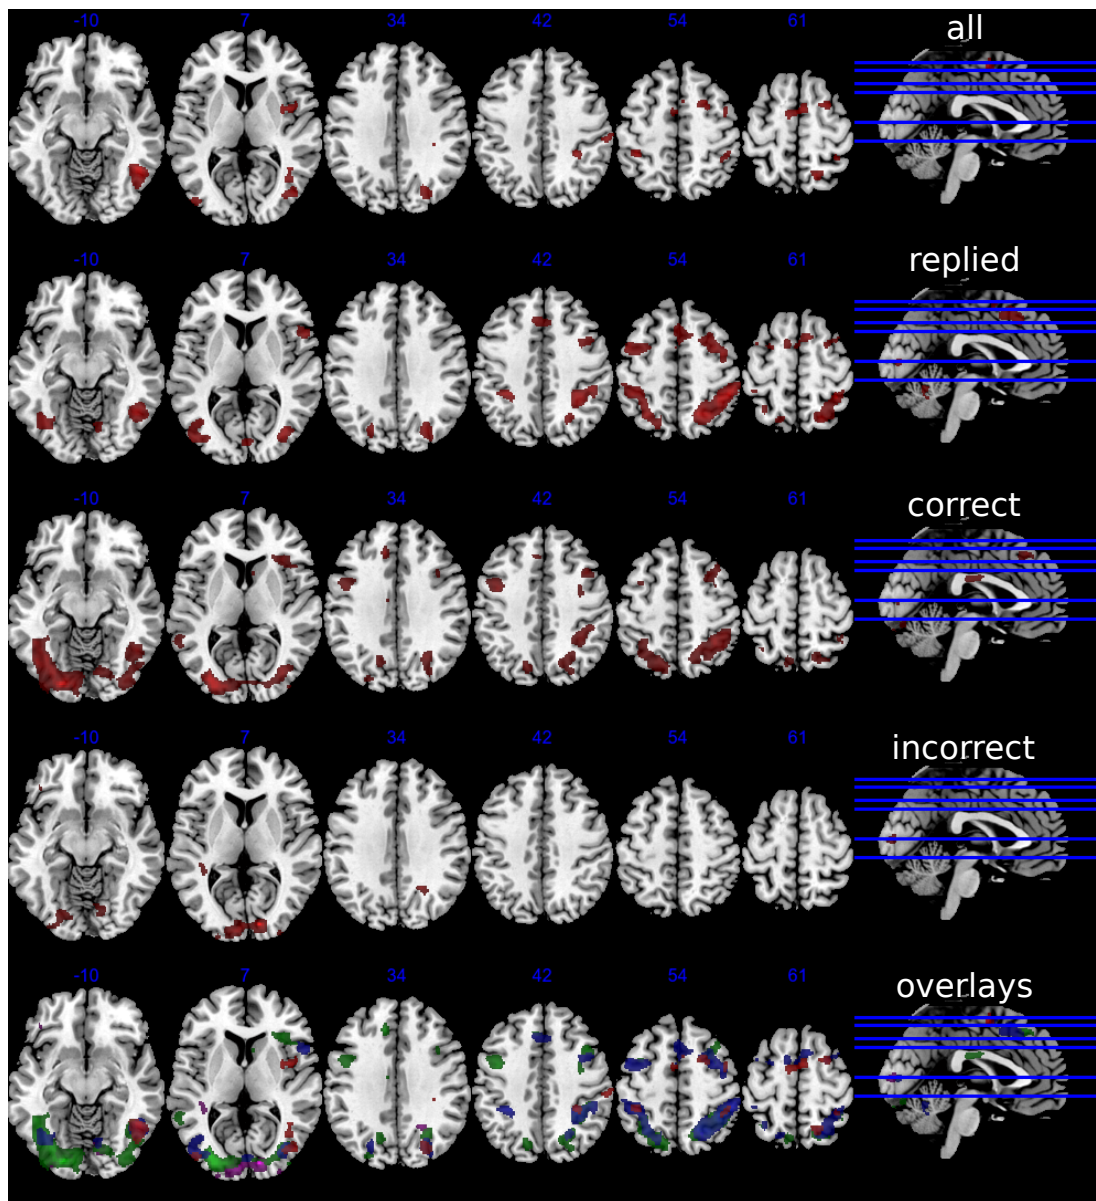 -10 7 34 42 54 61 all
-10 7 34 42 54 61 replied
-10 7 34 42 54 61 correct
-10 7 34 42 54 61 incorrect
-10 7 34 42 54 61 overlays